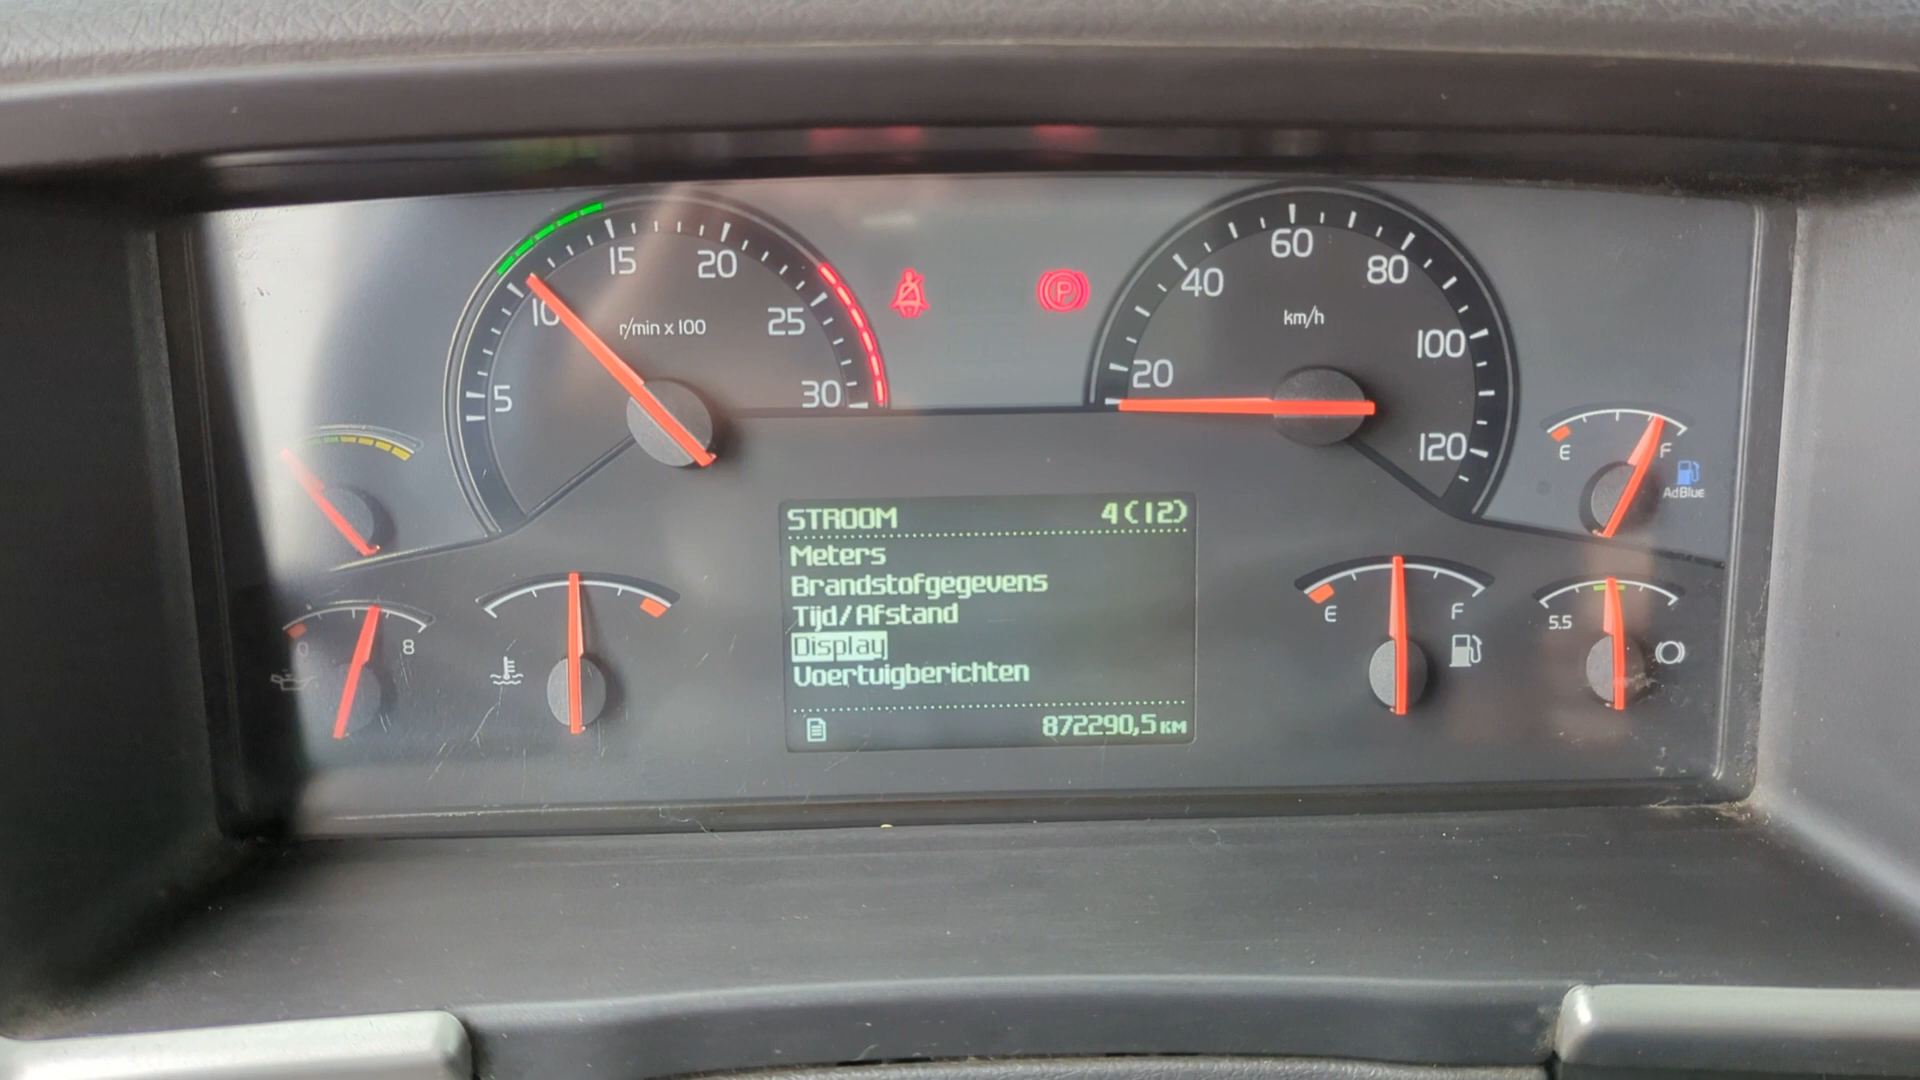 5
10
15
20
25
30
r/min x 100
20
40
60
80
100
120
km/h
E
F
AdBlue
0
8
STROOM 4(12)
Meters
Brandstofgegevens
Tijd/Afstand
Display
Voertuigberichten
872290,5 KM
E
F
5.5
P